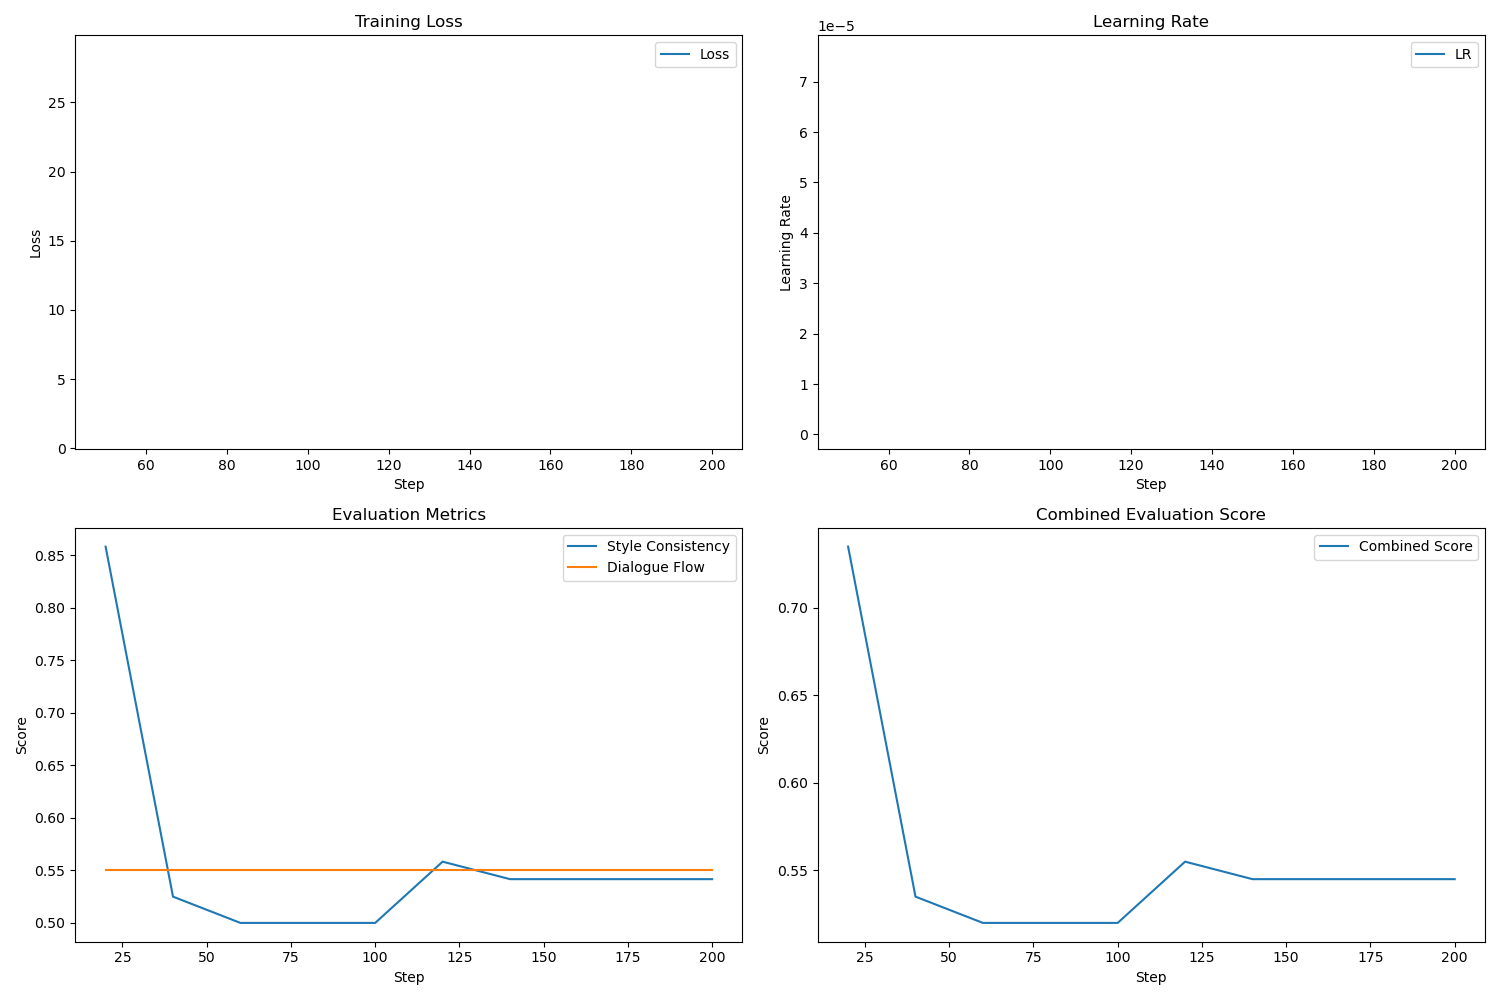 Training Loss
Loss
25
20
15
10
5
0
Loss
60 80 100 120 140 160 180 200
Step
Learning Rate
1e−5
LR
7
6
5
4
3
2
1
0
Learning Rate
60 80 100 120 140 160 180 200
Step
Evaluation Metrics
Style Consistency
Dialogue Flow
0.85
0.80
0.75
0.70
0.65
0.60
0.55
0.50
Score
25 50 75 100 125 150 175 200
Step
Combined Evaluation Score
Combined Score
0.70
0.65
0.60
0.55
Score
25 50 75 100 125 150 175 200
Step